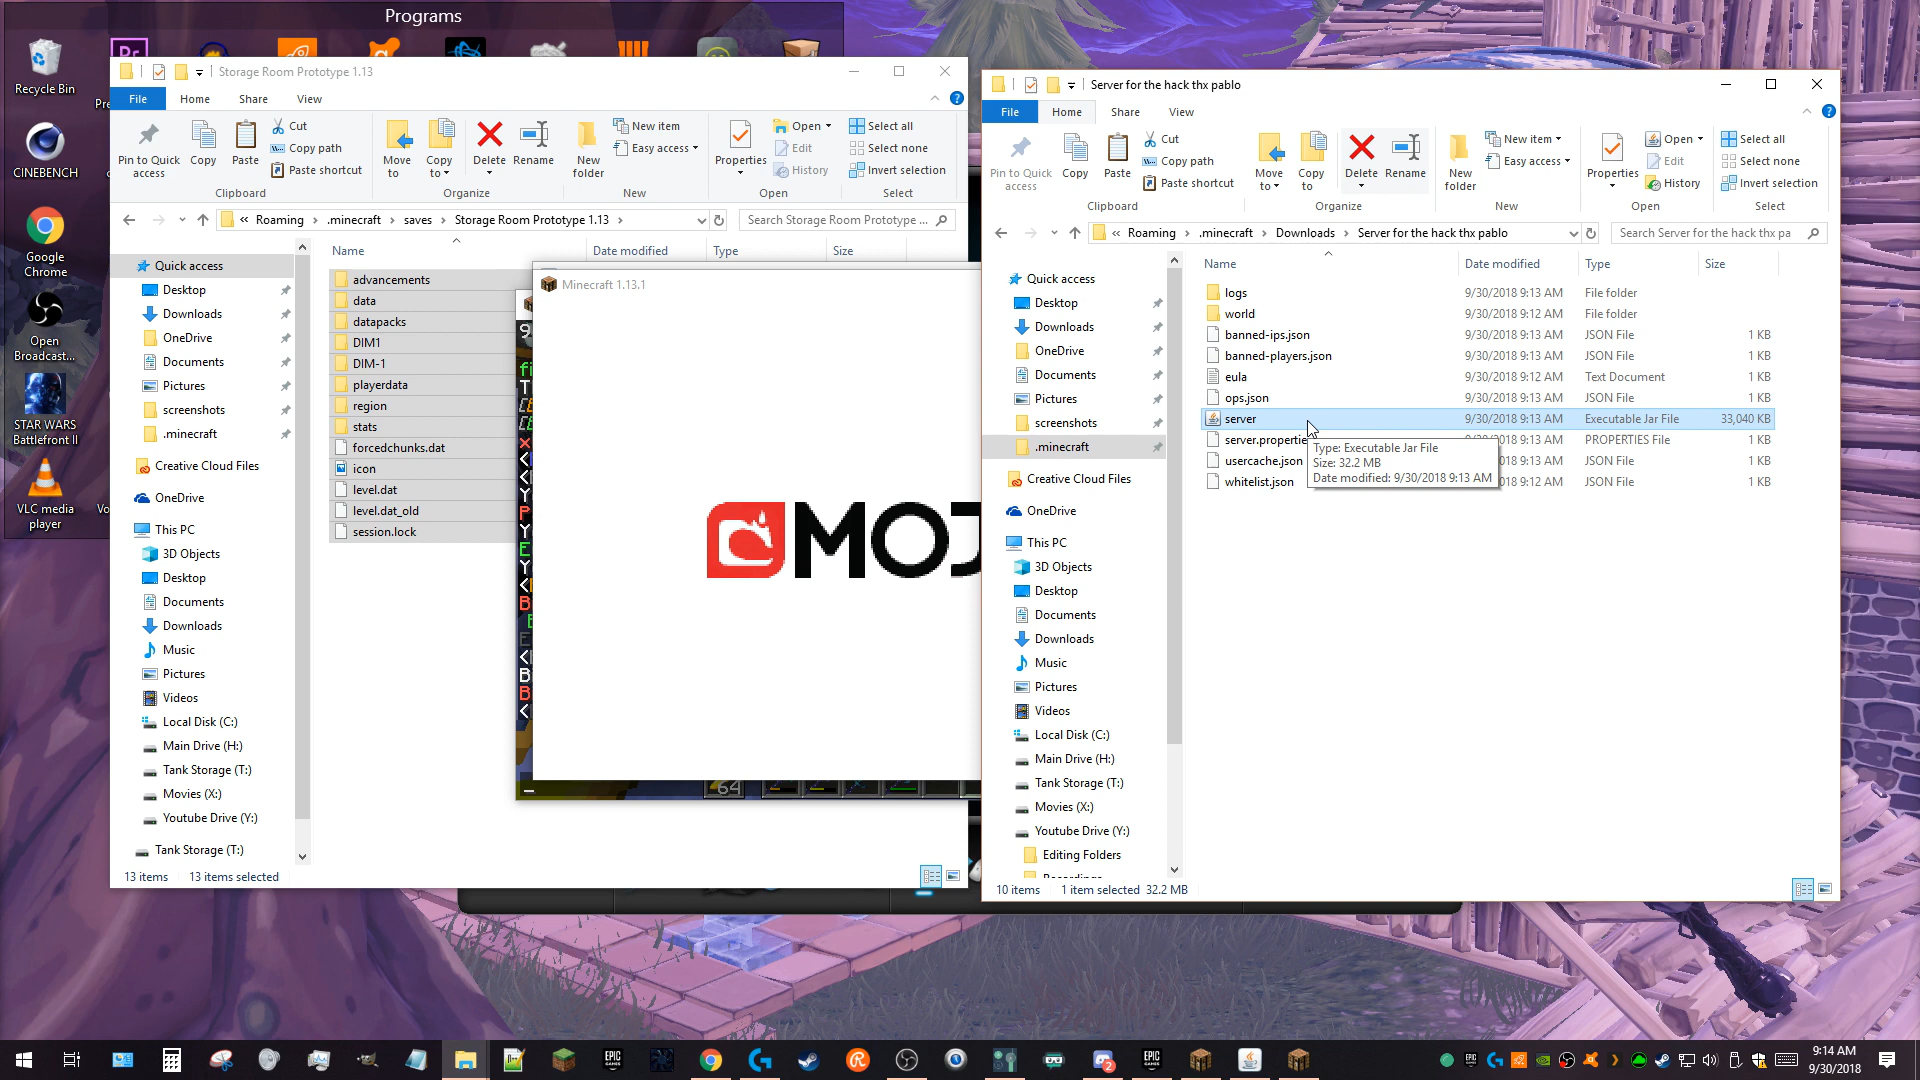 Programs
Recycle Bin
CINEBENCH
Google Chrome
Open Broadcast...
STAR WARS Battlefront II
VLC media player
Storage Room Prototype 1.13
File Home Share View
Pin to Quick access
Copy
Paste
Cut
Copy path
Paste shortcut
Clipboard
Move to
Copy to
Delete
Rename
Organize
New folder
New item
Easy access
New
Properties
Open
Edit
History
Open
Select all
Select none
Invert selection
Select
« Roaming › .minecraft › saves › Storage Room Prototype 1.13 ›
Search Storage Room Prototype ...
Name Date modified Type Size
Quick access
Desktop
Downloads
OneDrive
Documents
Pictures
screenshots
.minecraft
Creative Cloud Files
OneDrive
This PC
3D Objects
Desktop
Documents
Downloads
Music
Pictures
Videos
Local Disk (C:)
Main Drive (H:)
Tank Storage (T:)
Movies (X:)
Youtube Drive (Y:)
Tank Storage (T:)
advancements
data
datapacks
DIM1
DIM-1
playerdata
region
stats
forcedchunks.dat
icon
level.dat
level.dat_old
session.lock
13 items 13 items selected
Minecraft 1.13.1
MOJ
64
Server for the hack thx pablo
File Home Share View
Pin to Quick access
Copy
Paste
Cut
Copy path
Paste shortcut
Clipboard
Move to
Copy to
Delete
Rename
Organize
New folder
New item
Easy access
New
Properties
Open
Edit
History
Open
Select all
Select none
Invert selection
Select
« Roaming › .minecraft › Downloads › Server for the hack thx pablo
Search Server for the hack thx pa
Name Date modified Type Size
Quick access
Desktop
Downloads
OneDrive
Documents
Pictures
screenshots
.minecraft
Creative Cloud Files
OneDrive
This PC
3D Objects
Desktop
Documents
Downloads
Music
Pictures
Videos
Local Disk (C:)
Main Drive (H:)
Tank Storage (T:)
Movies (X:)
Youtube Drive (Y:)
Editing Folders
logs 9/30/2018 9:13 AM File folder
world 9/30/2018 9:12 AM File folder
banned-ips.json 9/30/2018 9:13 AM JSON File 1 KB
banned-players.json 9/30/2018 9:13 AM JSON File 1 KB
eula 9/30/2018 9:12 AM Text Document 1 KB
ops.json 9/30/2018 9:13 AM JSON File 1 KB
server 9/30/2018 9:13 AM Executable Jar File 33,040 KB
server.propertie 9/30/2018 9:13 AM PROPERTIES File 1 KB
usercache.json 018 9:13 AM JSON File 1 KB
whitelist.json 018 9:12 AM JSON File 1 KB
Type: Executable Jar File
Size: 32.2 MB
Date modified: 9/30/2018 9:13 AM
10 items 1 item selected 32.2 MB
9:14 AM
9/30/2018